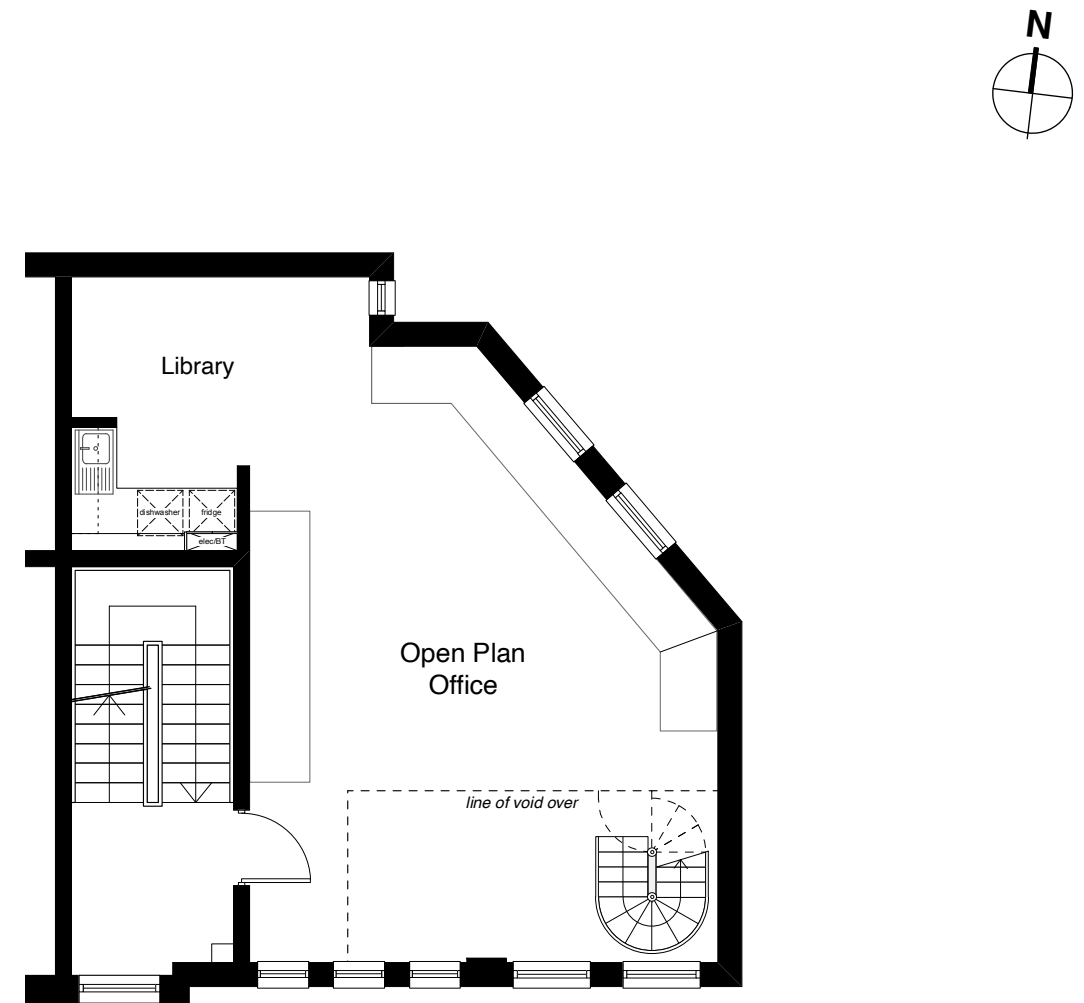 N
Library
dishwasher
fridge
elec/BT
Open Plan
Office
line of void over